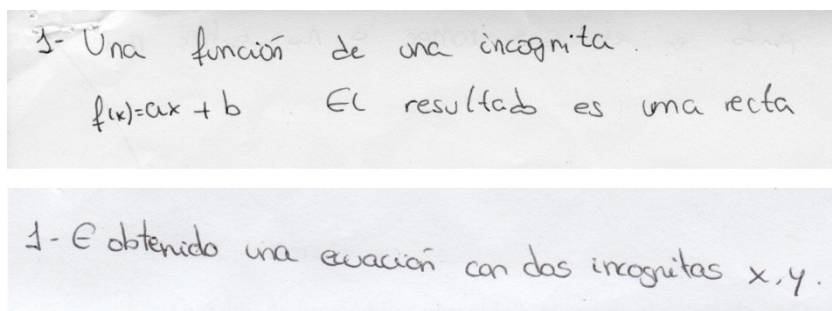 1- Una función de una incognita.
f(x)=ax + b El resultado es una recta
1- E obtenido una ecuación con dos incognitas x, y.